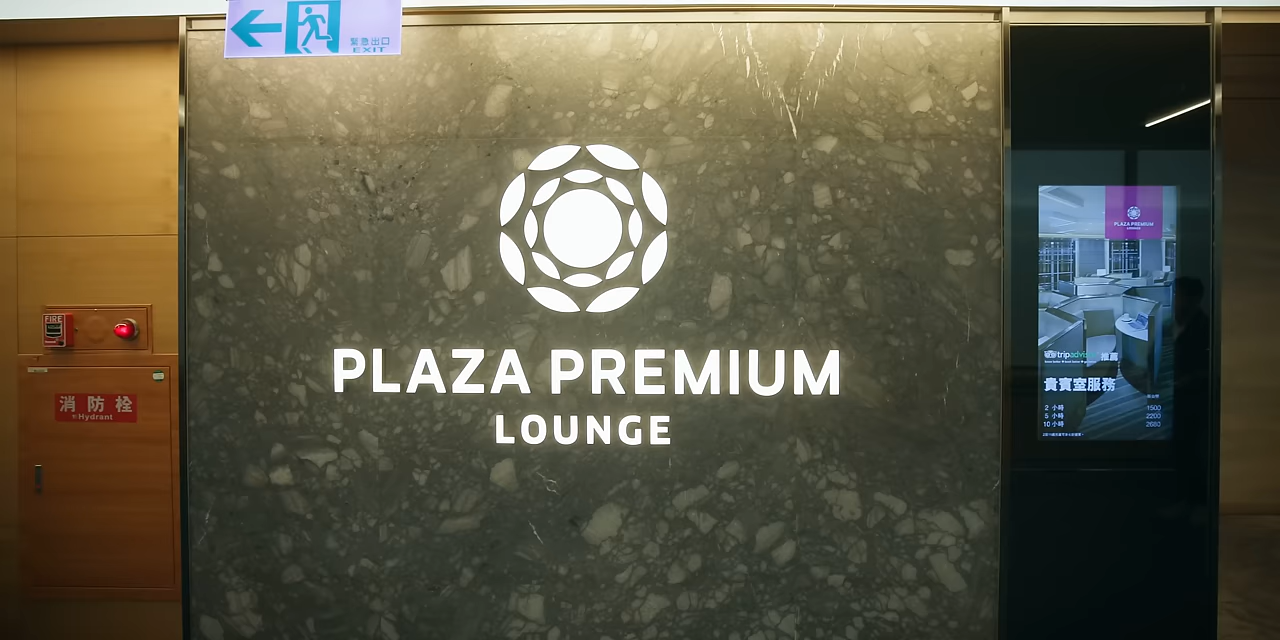 緊急出口
EXIT
PLAZA PREMIUM
LOUNGE
FIRE
消防栓
Hydrant
PLAZA PREMIUM
LOUNGE
tripadvisor 推薦
貴賓室服務
2 小時 1500
5 小時 2200
10 小時 2680